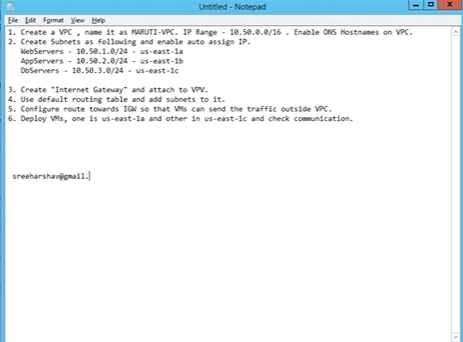 Untitled - Notepad
File Edit Format View Help
1. Create a VPC , name it as MARUTI-VPC. IP Range - 10.50.0.0/16 . Enable DNS Hostnames on VPC.
2. Create Subnets as following and enable auto assign IP.
WebServers - 10.50.1.0/24 - us-east-1a
AppServers - 10.50.2.0/24 - us-east-1b
DbServers - 10.50.3.0/24 - us-east-1c
3. Create "Internet Gateway" and attach to VPV.
4. Use default routing table and add subnets to it.
5. Configure route towards IGW so that VMs can send the traffic outside VPC.
6. Deploy VMs, one is us-east-1a and other in us-east-1c and check communication.
sreeharshav@gmail.